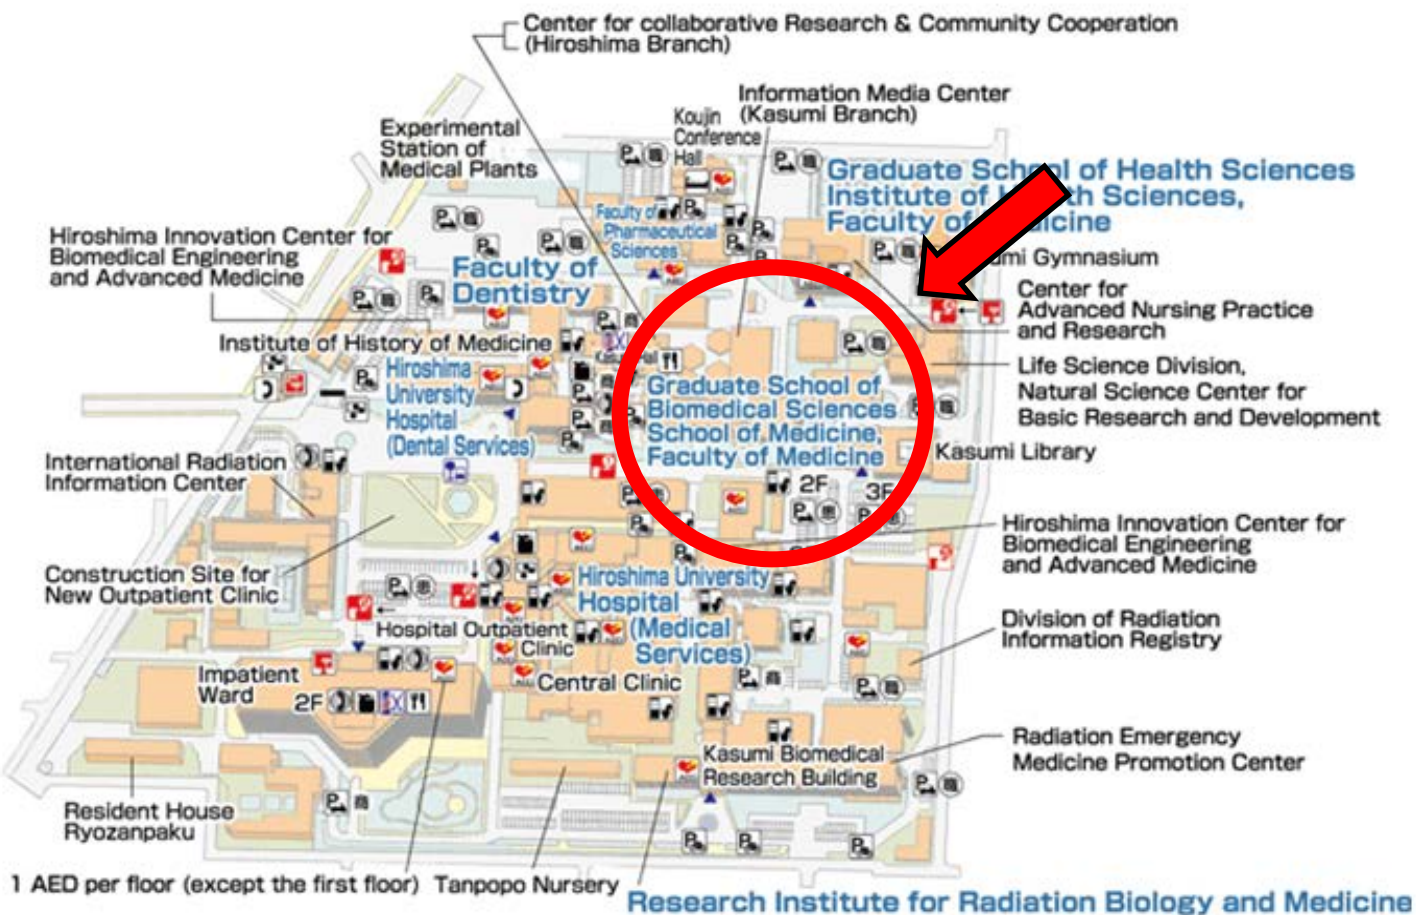 Center for collaborative Research & Community Cooperation
(Hiroshima Branch)
Information Media Center
(Kasumi Branch)
Koujin
Conference
Hall
Experimental
Station of
Medical Plants
Graduate School of Health Sciences
Institute of Sciences,
Faculty of
Faculty of
Pharmaceutical
Sciences
Hiroshima Innovation Center for
Biomedical Engineering
and Advanced Medicine
Faculty of
Dentistry
Gymnasium
Center for
Advanced Nursing Practice
and Research
Institute of History of Medicine
Life Science Division,
Natural Science Center for
Basic Research and Development
Hiroshima
University
Hospital
(Dental Services)
Graduate School of
Biomedical Sciences
School of Medicine,
Faculty of Medicine
Kasumi Library
International Radiation
Information Center
2F
3F
Hiroshima Innovation Center for
Biomedical Engineering
and Advanced Medicine
Construction Site for
New Outpatient Clinic
Hiroshima University
Hospital
(Medical
Services)
Hospital Outpatient
Clinic
Division of Radiation
Information Registry
Impatient
Ward
2F
Central Clinic
Kasumi Biomedical
Research Building
Radiation Emergency
Medicine Promotion Center
Resident House
Ryozanpaku
1 AED per floor (except the first floor)
Tanpopo Nursery
Research Institute for Radiation Biology and Medicine